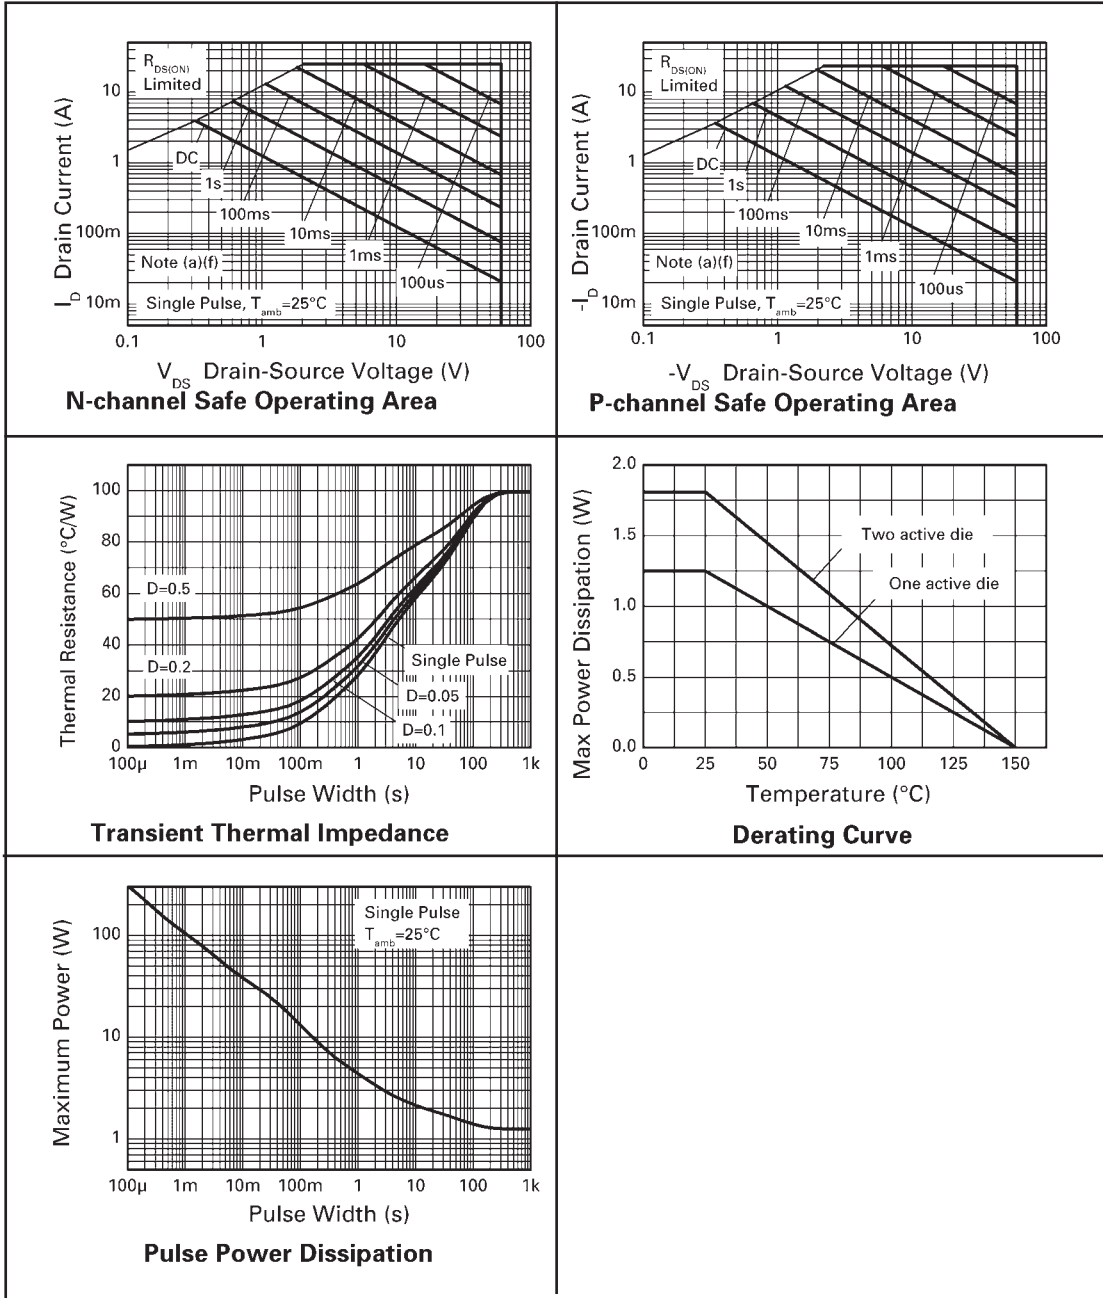 R DS(ON)
Limited
10
1
100m
10m
DC
1s
100ms
10ms
1ms
100us
Note (a)(f)
Single Pulse, Tamb=25°C
0.1 1 10 100
ID Drain Current (A)
VDS Drain-Source Voltage (V)
N-channel Safe Operating Area
R DS(ON)
Limited
10
1
100m
10m
DC
1s
100ms
10ms
1ms
100us
Note (a)(f)
Single Pulse, Tamb=25°C
0.1 1 10 100
-ID Drain Current (A)
-VDS Drain-Source Voltage (V)
P-channel Safe Operating Area
100
80
60
40
20
0
D=0.5
D=0.2
Single Pulse
D=0.05
D=0.1
100µ 1m 10m 100m 1 10 100 1k
Thermal Resistance (°C/W)
Pulse Width (s)
Transient Thermal Impedance
2.0
1.5
1.0
0.5
0.0
Two active die
One active die
0 25 50 75 100 125 150
Max Power Dissipation (W)
Temperature (°C)
Derating Curve
100
10
1
Single Pulse
Tamb=25°C
100µ 1m 10m 100m 1 10 100 1k
Maximum Power (W)
Pulse Width (s)
Pulse Power Dissipation